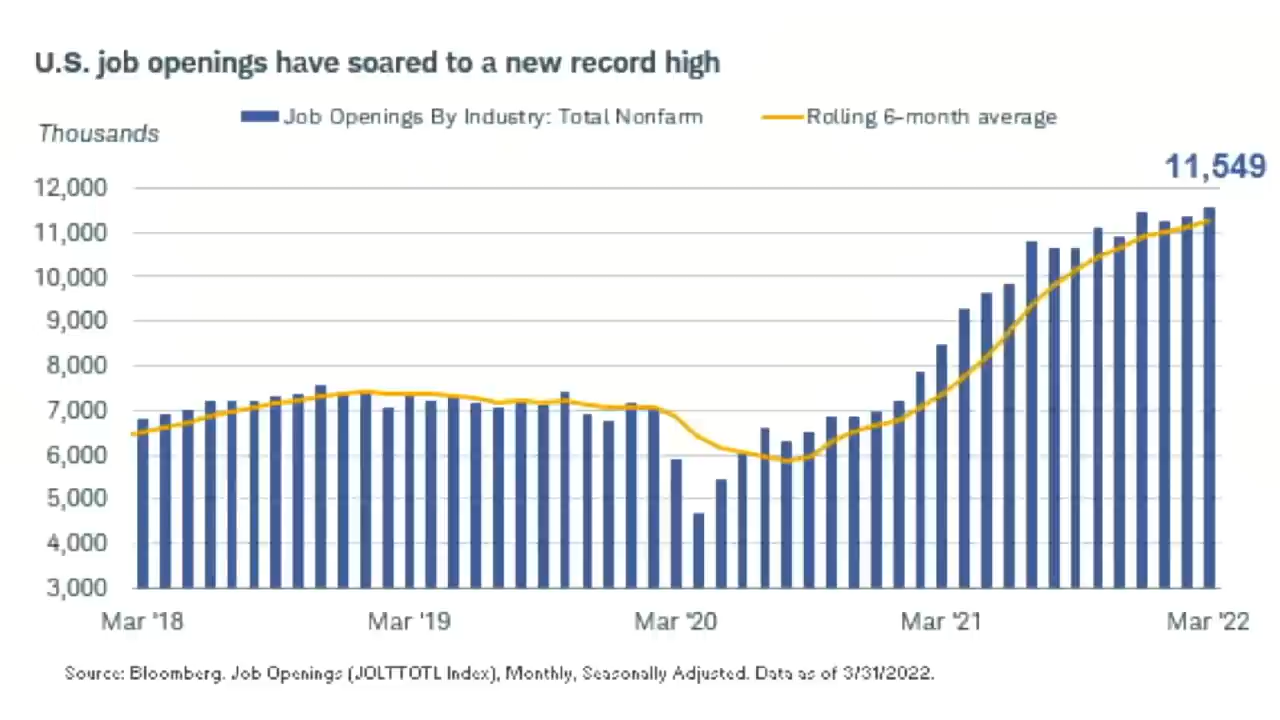 U.S. job openings have soared to a new record high
Job Openings By Industry: Total Nonfarm Rolling 6-month average
Thousands
11,549
12,000
11,000
10,000
9,000
8,000
7,000
6,000
5,000
4,000
3,000
Mar '18 Mar '19 Mar '20 Mar '21 Mar '22
Source: Bloomberg. Job Openings (JOLTTOTL Index), Monthly, Seasonally Adjusted. Data as of 3/31/2022.